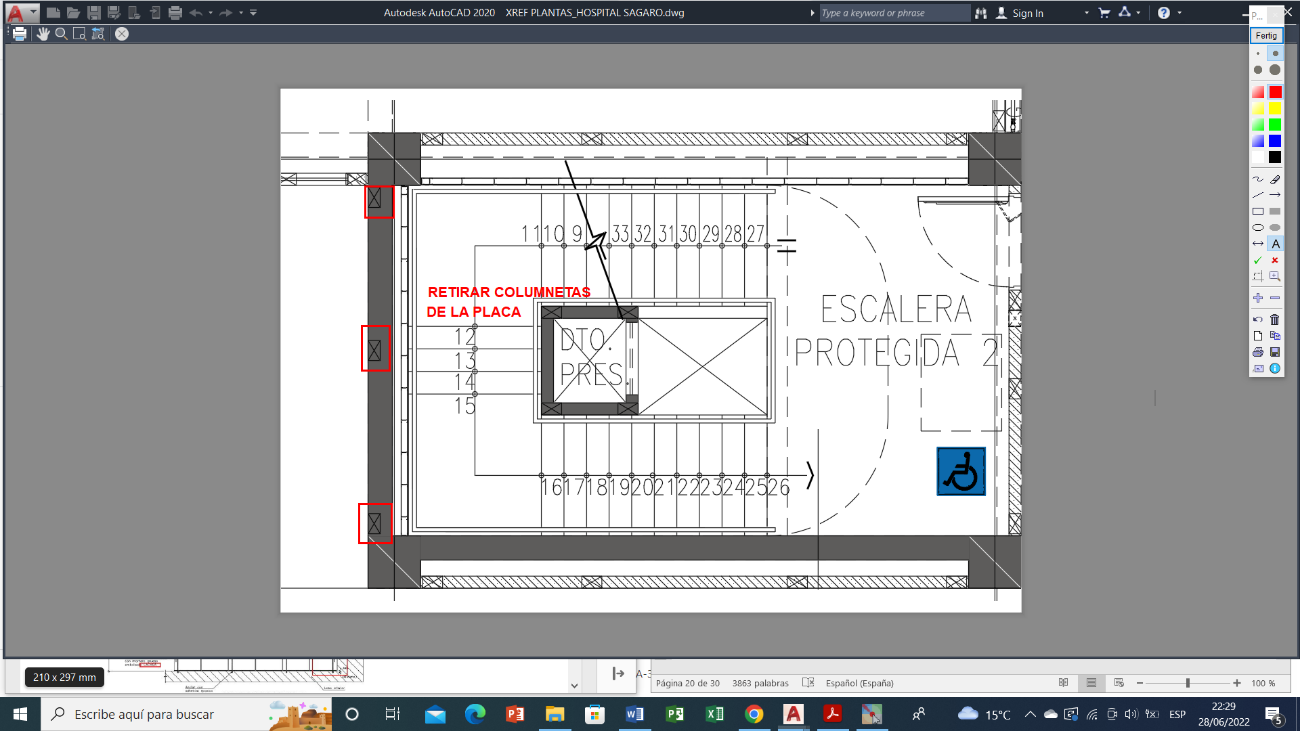 Autodesk AutoCAD 2020 XREF PLANTAS_HOSPITAL SAGARO.dwg
Type a keyword or phrase
Sign In
P...
Fertig
A
11 10 9 33 32 31 30 29 28 27
RETIRAR COLUMNETAS
DE LA PLACA
ESCALERA
PROTEGIDA 2
DTO.
PRES.
12
13
14
15
16 17 18 19 20 21 22 23 24 25 26
210 x 297 mm
A-3
Página 20 de 30 3863 palabras Español (España)
100 %
Escribe aquí para buscar
15°C
ESP
22:29
28/06/2022
5